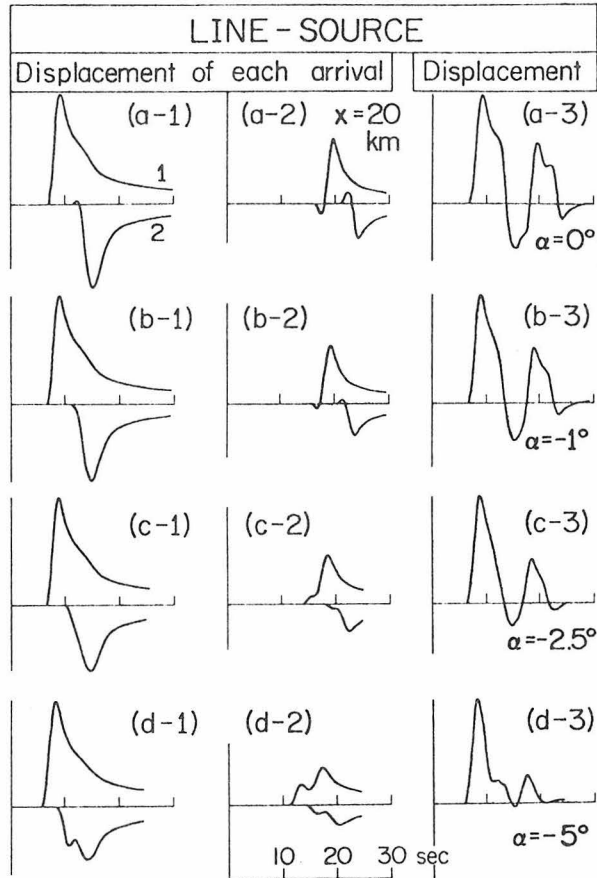 LINE-SOURCE
Displacement of each arrival
Displacement
(a-1)
(a-2)
x=20
km
(a-3)
1
2
α=0°
(b-1)
(b-2)
(b-3)
α=-1°
(c-1)
(c-2)
(c-3)
α=-2.5°
(d-1)
(d-2)
(d-3)
10 20 30 sec
α=-5°